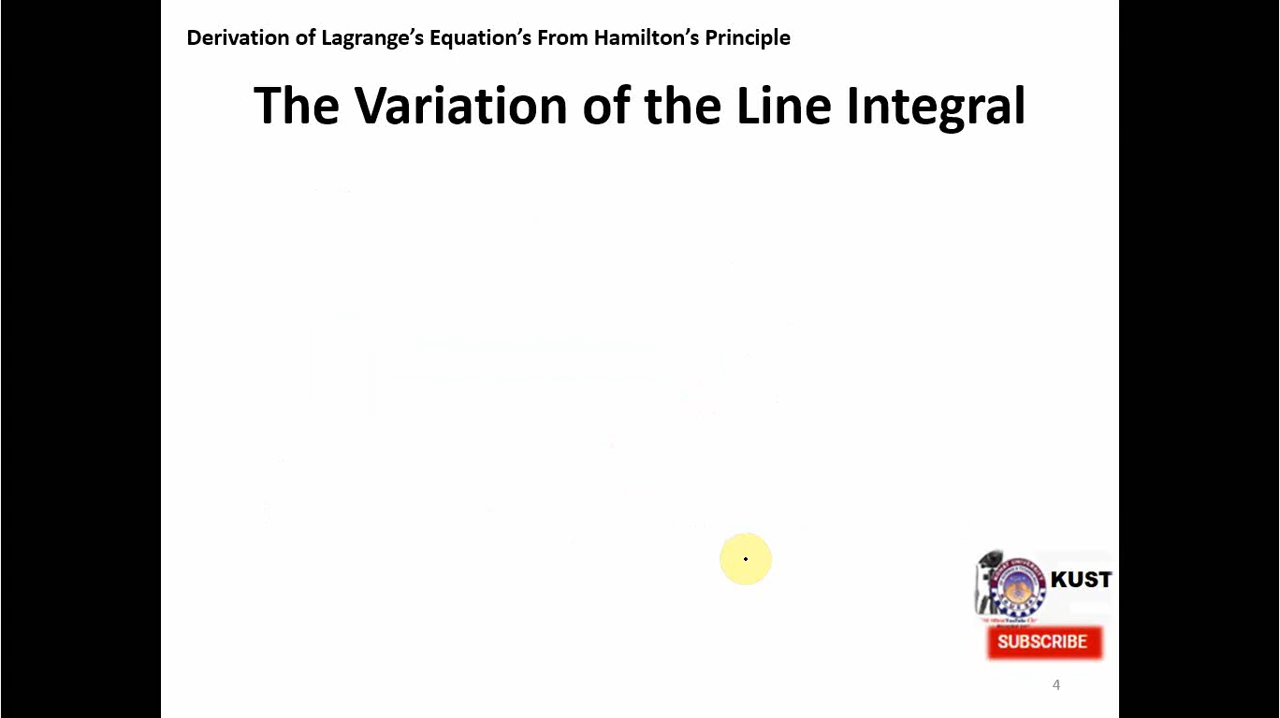 Derivation of Lagrange’s Equation’s From Hamilton’s Principle
The Variation of the Line Integral
KUST
SUBSCRIBE
4